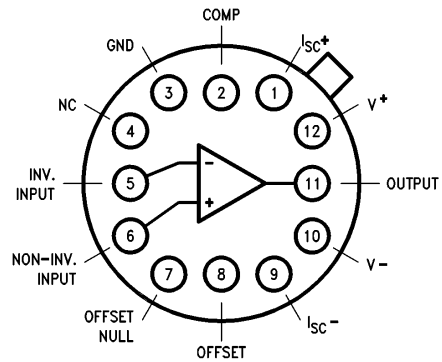 COMP
GND
ISC+
3
2
1
NC
V+
4
12
INV.
INPUT
5
−
+
11
OUTPUT
NON−INV.
INPUT
6
10
V−
7
8
9
OFFSET
NULL
ISC−
OFFSET